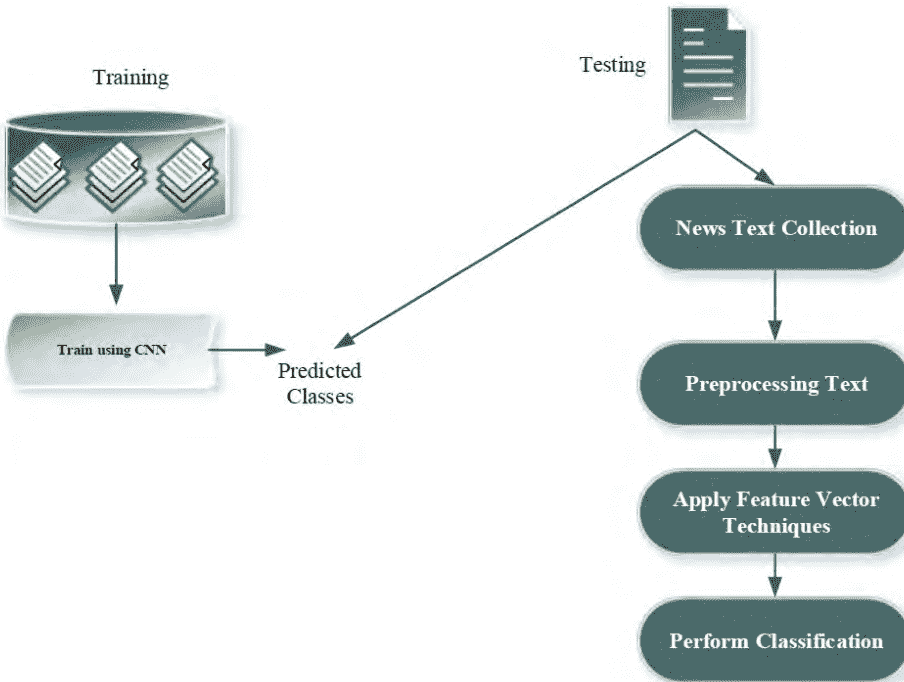 Training
Testing
News Text Collection
Train using CNN
Predicted
Classes
Preprocessing Text
Apply Feature Vector
Techniques
Perform Classification